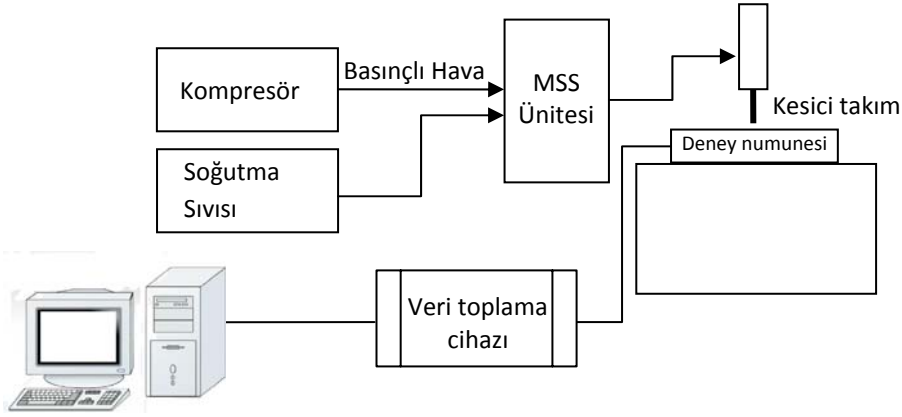 Kompresör
Basınçlı Hava
MSS
Ünitesi
Kesici takım
Deney numunesi
Soğutma
Sıvısı
Veri toplama
cihazı